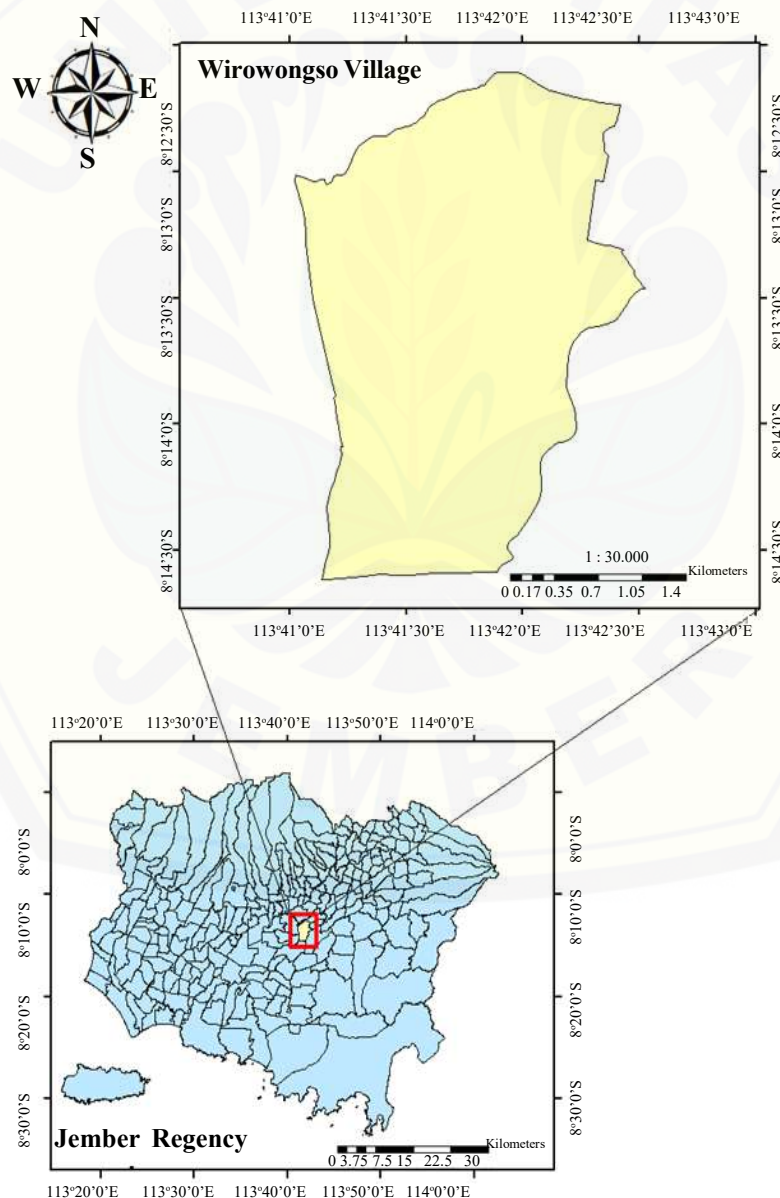 113°41'0'E 113°41'30'E 113°42'0'E 113°42'30'E 113°43'0'E
N
W E
S
Wirowongso Village
8°12'30'S 8°12'30'S
8°13'0'S 8°13'0'S
8°13'30'S 8°13'30'S
8°14'0'S 8°14'0'S
8°14'30'S 8°14'30'S
1 : 30.000
Kilometers
0 0.17 0.35 0.7 1.05 1.4
113°41'0'E 113°41'30'E 113°42'0'E 113°42'30'E 113°43'0'E
JEMBER
113°20'0'E 113°30'0'E 113°40'0'E 113°50'0'E 114°0'0'E
8°0'0'S 8°0'0'S
8°10'0'S 8°10'0'S
8°20'0'S 8°20'0'S
8°30'0'S 8°30'0'S
Jember Regency
Kilometers
0 3.75 7.5 15 22.5 30
113°20'0'E 113°30'0'E 113°40'0'E 113°50'0'E 114°0'0'E